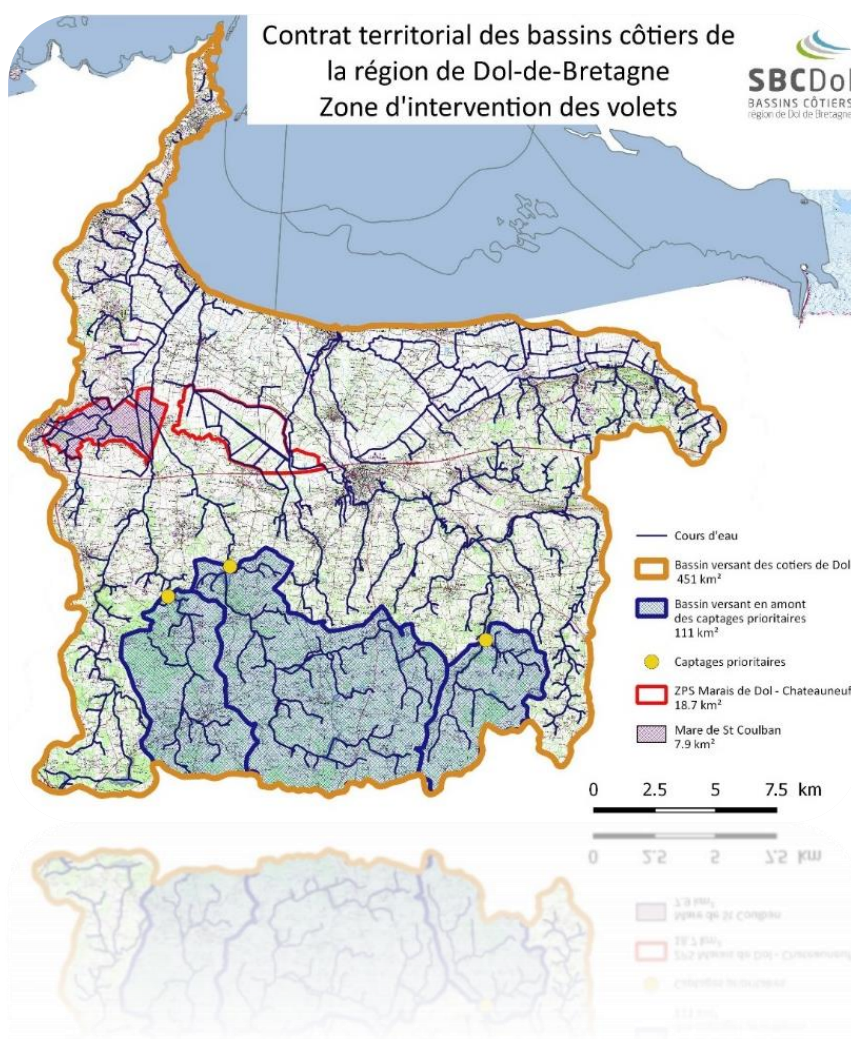 Contrat territorial des bassins côtiers de
la région de Dol-de-Bretagne
Zone d'intervention des volets
SBCDol
BASSINS CÔTIERS
région de Dol de Bretagne
Cours d'eau
Bassin versant des cotiers de Dol
451 km²
Bassin versant en amont
des captages prioritaires
111 km²
Captages prioritaires
ZPS Marais de Dol - Chateauneuf
18.7 km²
Mare de St Coulban
7.9 km²
0 2.5 5 7.5 km